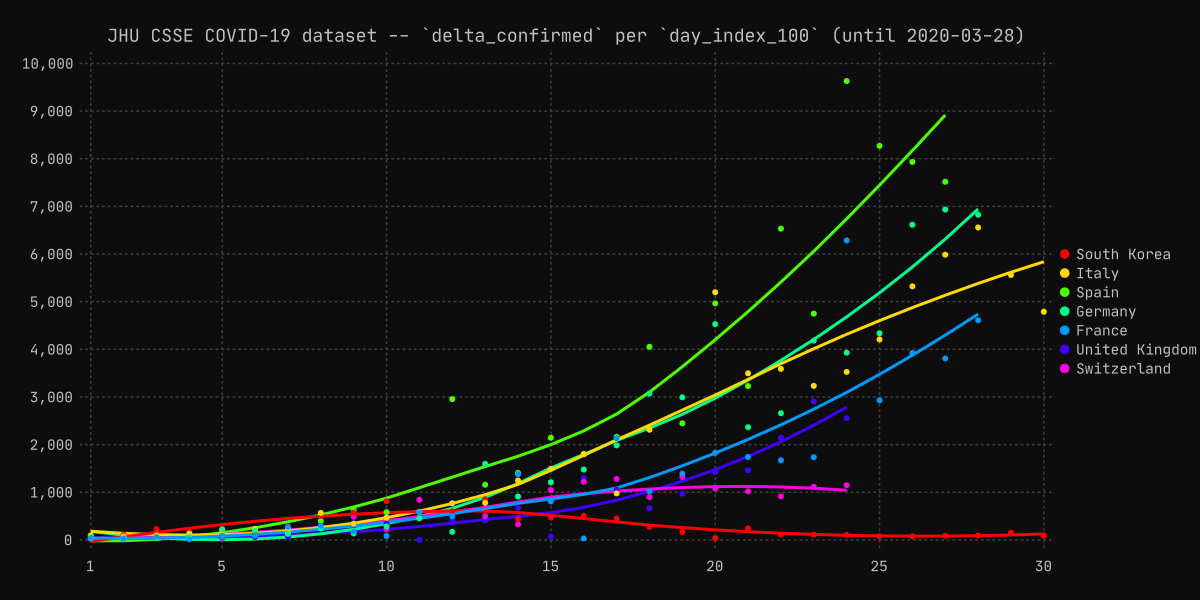 JHU CSSE COVID-19 dataset -- `delta_confirmed` per `day_index_100` (until 2020-03-28)
10,000
9,000
8,000
7,000
6,000
5,000
4,000
3,000
2,000
1,000
0
1 5 10 15 20 25 30
South Korea
Italy
Spain
Germany
France
United Kingdom
Switzerland